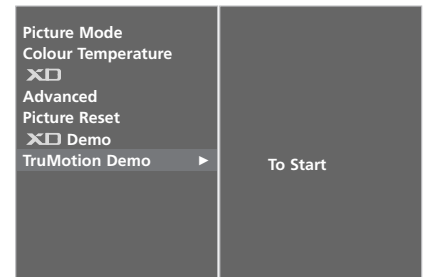 Picture Mode
Colour Temperature
XD
Advanced
Picture Reset
XD Demo
TruMotion Demo ►
To Start